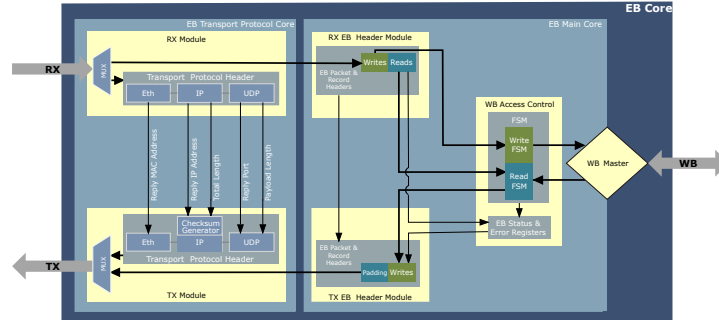 EB Core
EB Transport Protocol Core
EB Main Core
RX Module
RX EB Header Module
RX
MUX
Transport Protocol Header
Eth
IP
UDP
EB Packet &
Record
Headers
Writes
Reads
WB Access Control
FSM
Write
FSM
Read
FSM
WB Master
WB
EB Status &
Error Registers
Reply MAC Address
Reply IP Address
Total Length
Reply Port
Payload Length
Checksum
Generator
Eth
IP
UDP
Transport Protocol Header
MUX
TX
TX Module
EB Packet &
Record
Headers
Padding
Writes
TX EB Header Module